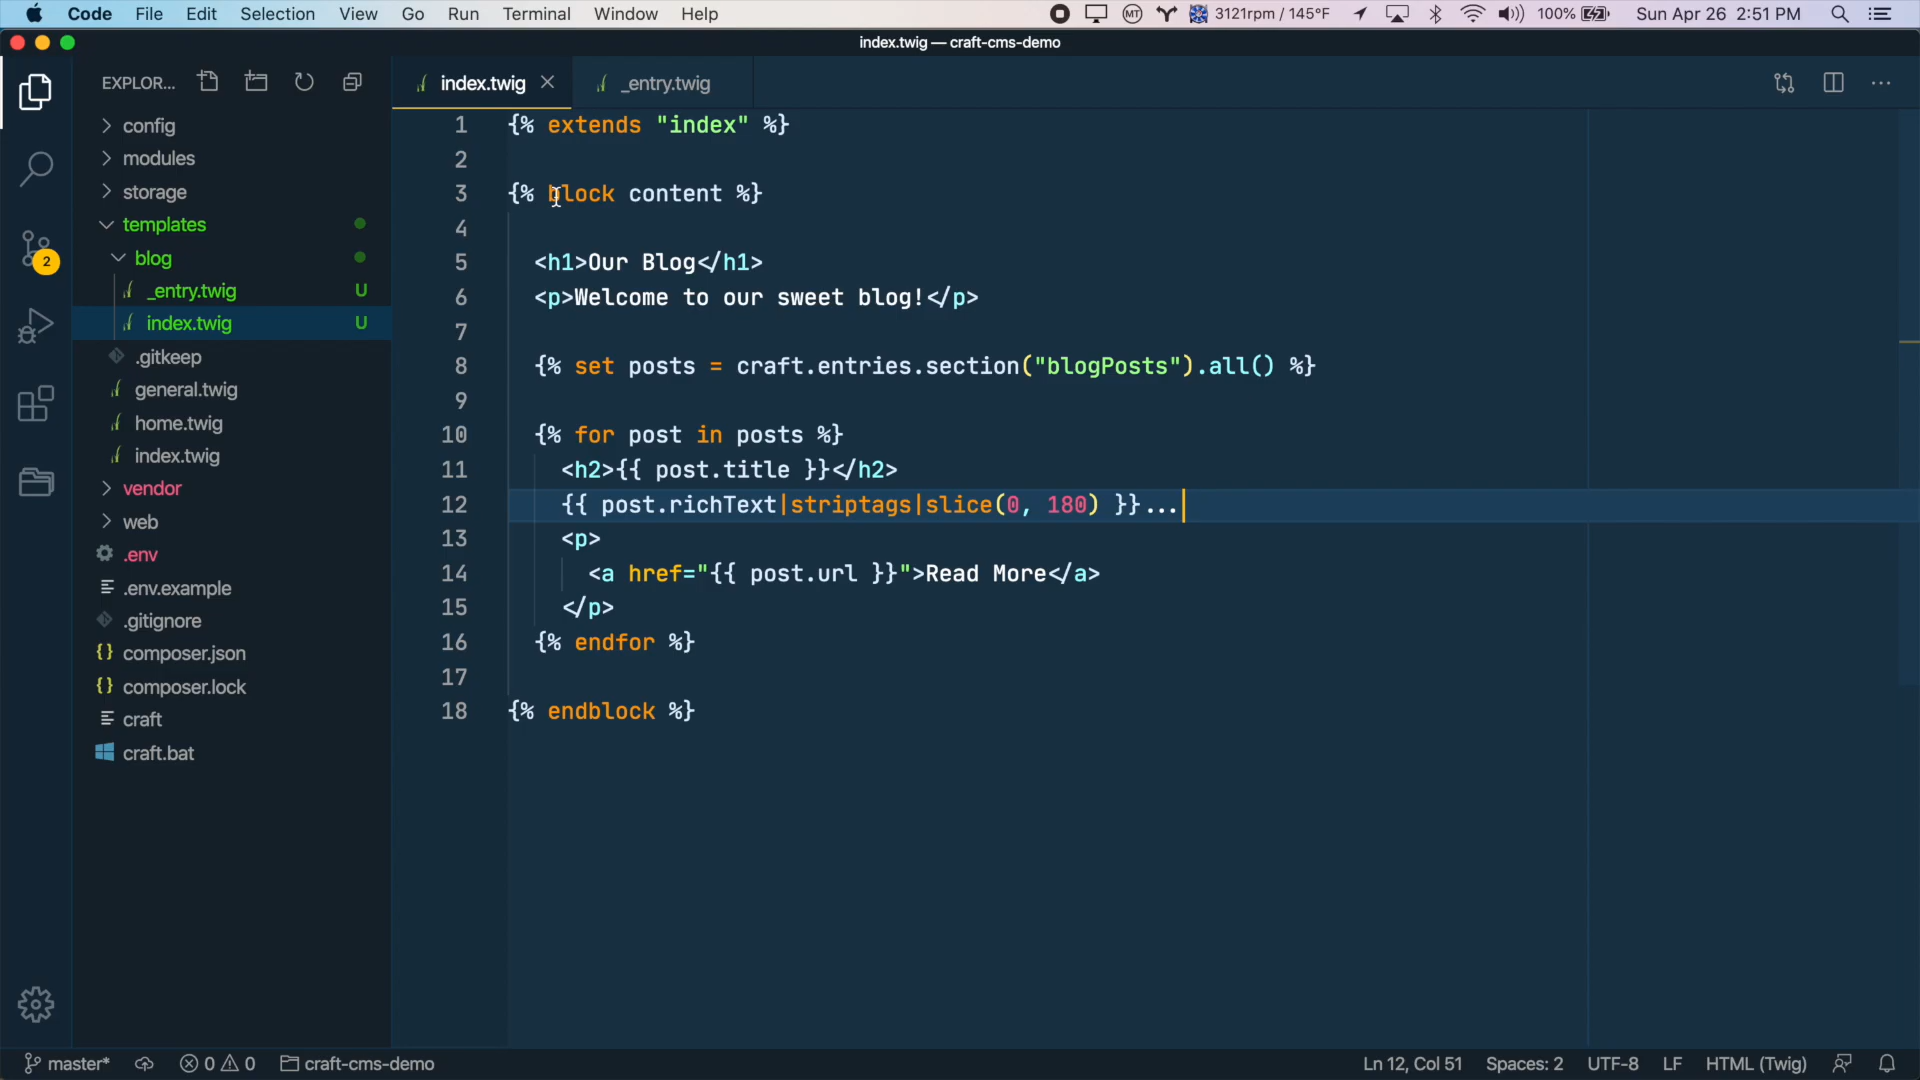 Code File Edit Selection View Go Run Terminal Window Help MT 3121rpm / 145°F 100% Sun Apr 26 2:51 PM
index.twig — craft-cms-demo
EXPLOR...
config
modules
storage
templates
blog
_entry.twig U
index.twig U
.gitkeep
general.twig
home.twig
index.twig
vendor
web
.env
.env.example
.gitignore
composer.json
composer.lock
craft
craft.bat
2
index.twig _entry.twig
1 {% extends "index" %}
2
3 {% block content %}
4
5 <h1>Our Blog</h1>
6 <p>Welcome to our sweet blog!</p>
7
8 {% set posts = craft.entries.section("blogPosts").all() %}
9
10 {% for post in posts %}
11 <h2>{{ post.title }}</h2>
12 {{ post.richText|striptags|slice(0, 180) }}...
13 <p>
14 <a href="{{ post.url }}">Read More</a>
15 </p>
16 {% endfor %}
17
18 {% endblock %}
master* 0 0 craft-cms-demo Ln 12, Col 51 Spaces: 2 UTF-8 LF HTML (Twig)